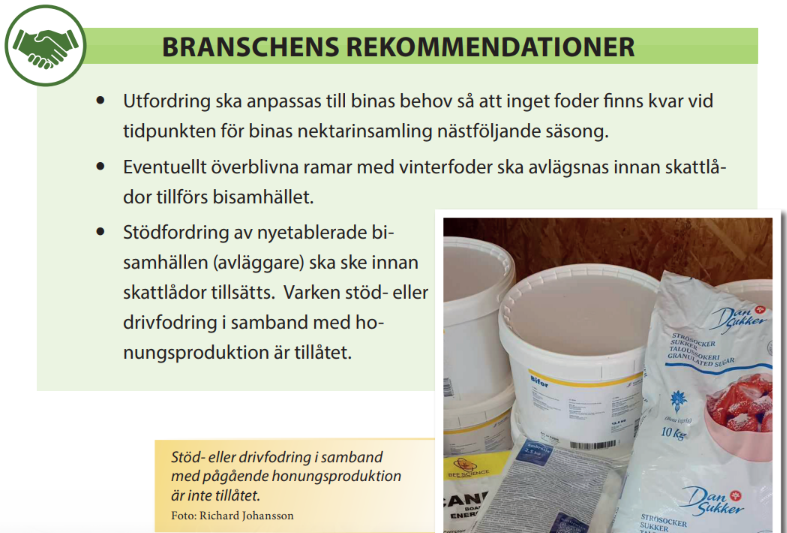 BRANSCHENS REKOMMENDATIONER
• Utfordring ska anpassas till binas behov så att inget foder finns kvar vid
tidpunkten för binas nektarinsamling nästföljande säsong.
• Eventuellt överblivna ramar med vinterfoder ska avlägsnas innan skattlå-
dor tillförs bisamhället.
• Stödfordring av nyetablerade bi-
samhällen (avläggare) ska ske innan
skattlådor tillsätts. Varken stöd- eller
drivfodring i samband med ho-
nungsproduktion är tillåtet.
Stöd- eller drivfodring i samband
med pågående honungsproduktion
är inte tillåtet.
Foto: Richard Johansson
Bifor
BEE SCIENCE
Dan
Sukker
STRÖSOCKER
SUKKER
TALOUSSOKERI
GRANULATED SUGAR
10 kg
Dan
Sukker
STRÖSOCKER
SUKKER